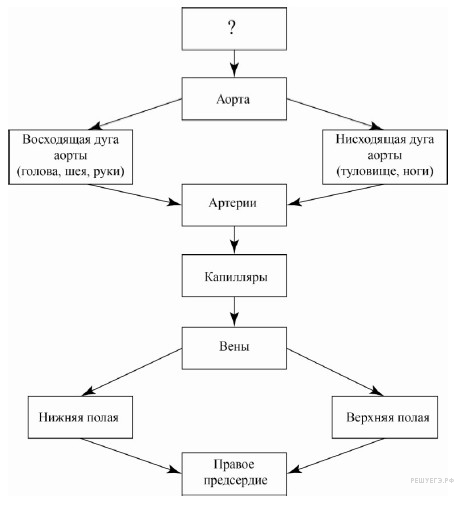 ?
Аорта
Восходящая дуга
аорты
(голова, шея, руки)
Нисходящая дуга
аорты
(туловище, ноги)
Артерии
Капилляры
Вены
Нижняя полая
Верхняя полая
Правое
предсердие
РЕШУЕГЭ.РФ